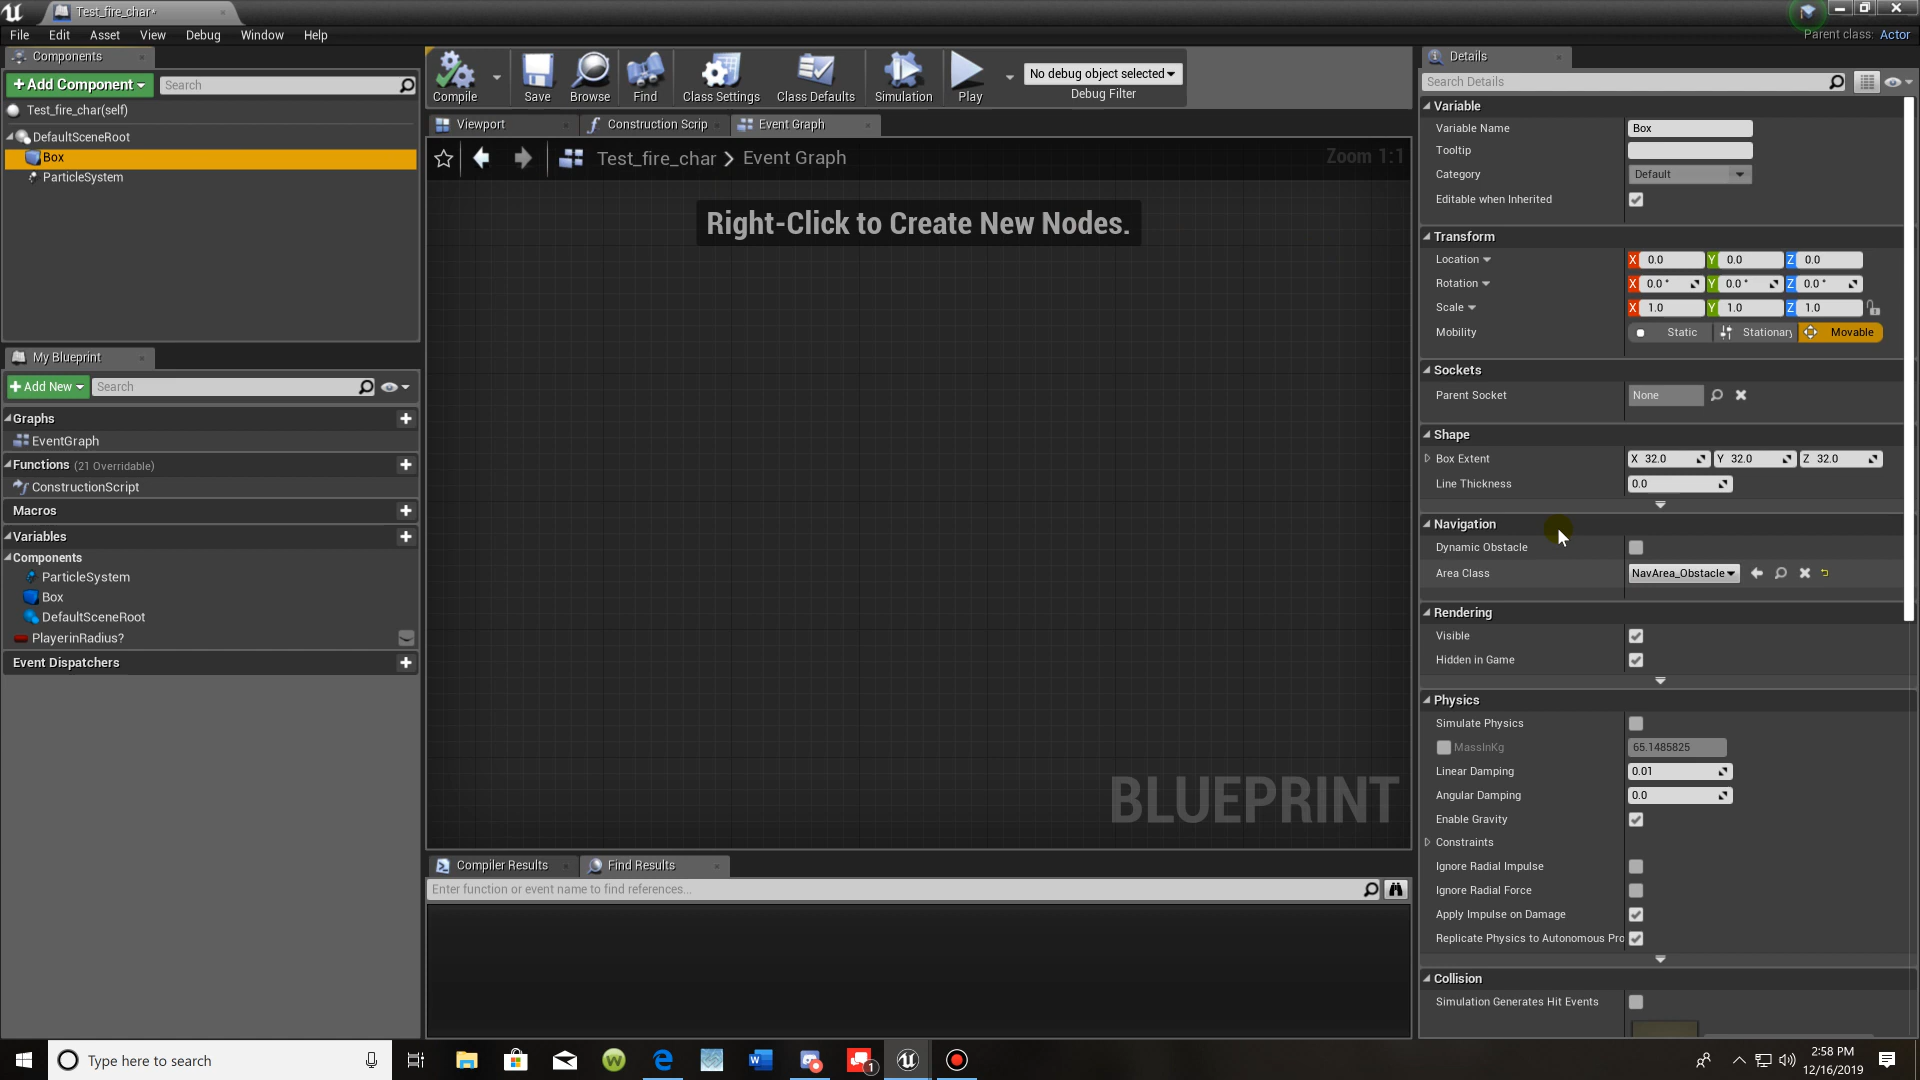 Test_fire_char*
File Edit Asset View Debug Window Help
Parent class: Actor
Components
+Add Component
Search
Test_fire_char(self)
DefaultSceneRoot
Box
ParticleSystem
My Blueprint
+Add New
Search
Graphs
EventGraph
Functions (21 Overridable)
ConstructionScript
Macros
Variables
Components
ParticleSystem
Box
DefaultSceneRoot
PlayerinRadius?
Event Dispatchers
Compile
Save
Browse
Find
Class Settings
Class Defaults
Simulation
Play
No debug object selected
Debug Filter
Viewport
Construction Scrip
Event Graph
Test_fire_char > Event Graph
Zoom 1:1
Right-Click to Create New Nodes.
BLUEPRINT
Compiler Results
Find Results
Enter function or event name to find references...
Details
Search Details
Variable
Variable Name Box
Tooltip
Category Default
Editable when Inherited
Transform
Location X 0.0 Y 0.0 Z 0.0
Rotation X 0.0 ° Y 0.0 ° Z 0.0 °
Scale X 1.0 Y 1.0 Z 1.0
Mobility Static Stationary Movable
Sockets
Parent Socket None
Shape
Box Extent X 32.0 Y 32.0 Z 32.0
Line Thickness 0.0
Navigation
Dynamic Obstacle
Area Class NavArea_Obstacle
Rendering
Visible
Hidden in Game
Physics
Simulate Physics
MassInKg 65.1485825
Linear Damping 0.01
Angular Damping 0.0
Enable Gravity
Constraints
Ignore Radial Impulse
Ignore Radial Force
Apply Impulse on Damage
Replicate Physics to Autonomous Pro
Collision
Simulation Generates Hit Events
Type here to search
1
2:58 PM
12/16/2019